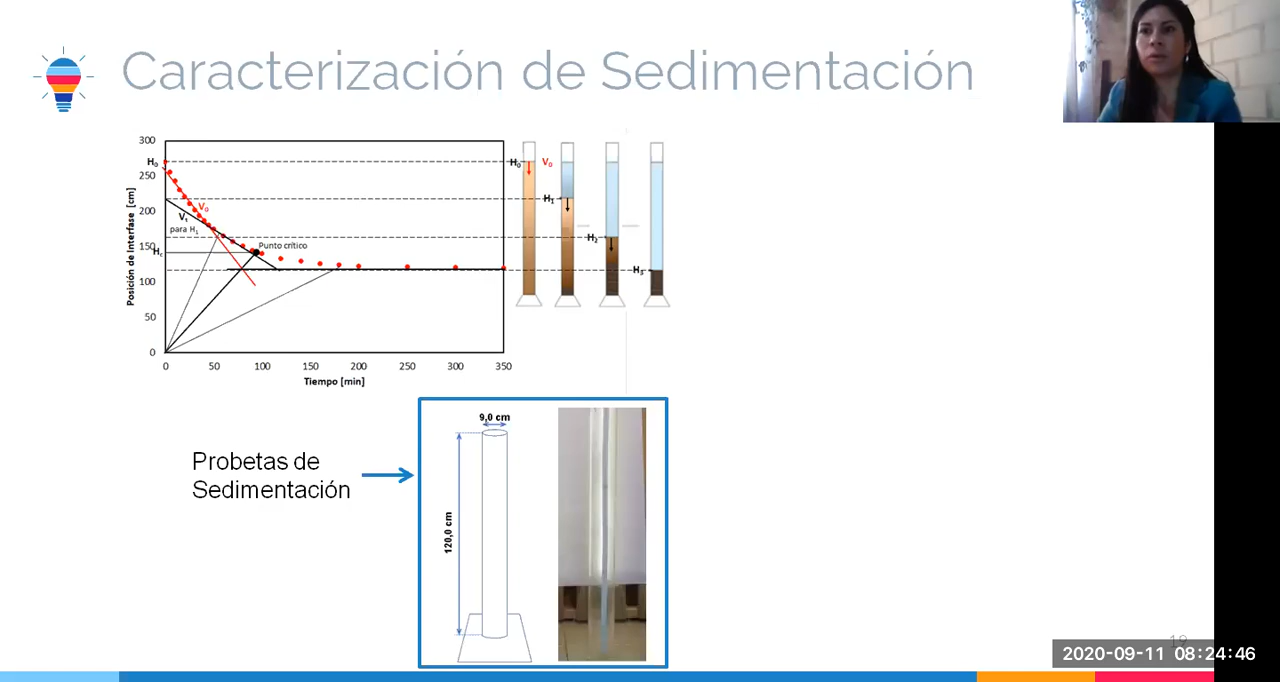 Caracterización de Sedimentación
300
250
200
150
100
50
0
H₀
Hc
Posición de Interfase [cm]
V₀
V₁
para H₁
Punto crítico
0 50 100 150 200 250 300 350
Tiempo [min]
H₀ V₀
H₁
H₂
H₃
Probetas de
Sedimentación
9,0 cm
120,0 cm
19
2020-09-11 08:24:46